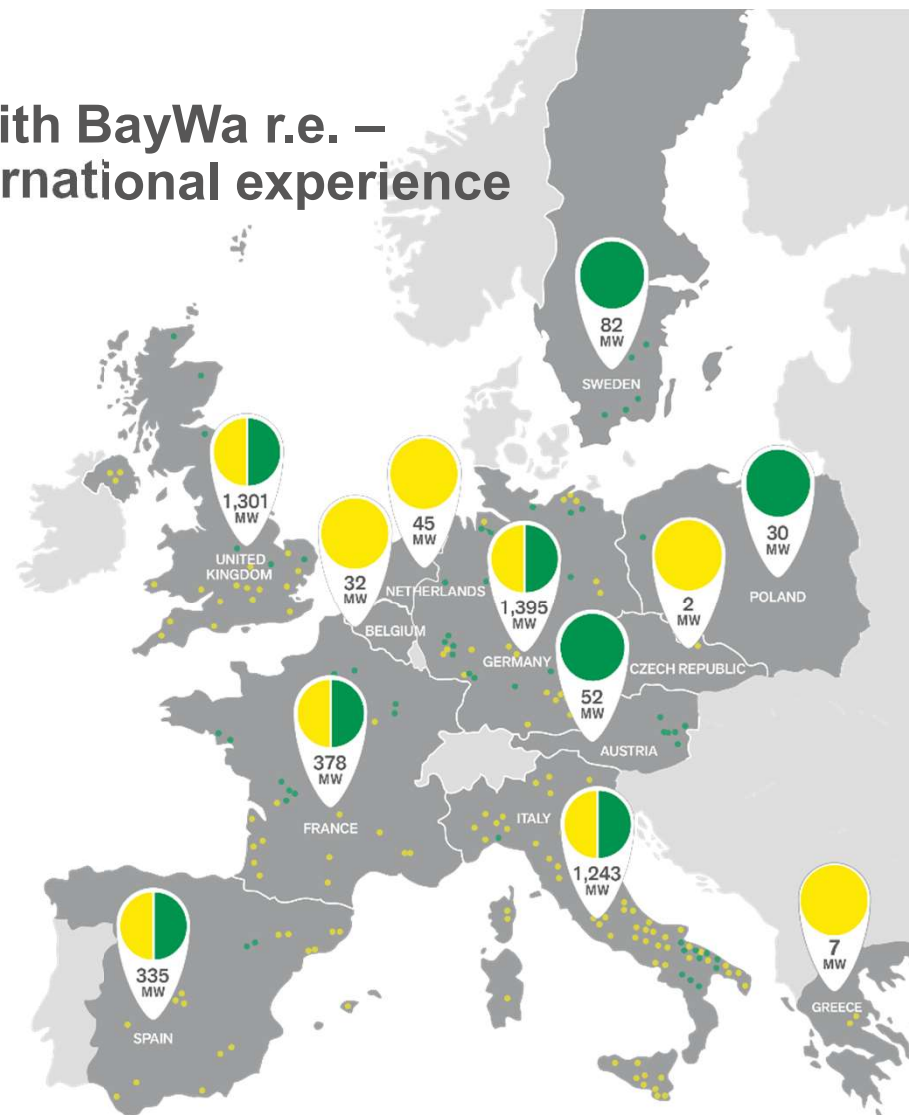 ith BayWa r.e. –
rnational experience
82
MW
SWEDEN
1,301
MW
UNITED
KINGDOM
45
MW
NETHERLANDS
32
MW
BELGIUM
1,395
MW
GERMANY
30
MW
POLAND
2
MW
CZECH REPUBLIC
52
MW
AUSTRIA
378
MW
FRANCE
ITALY
1,243
MW
335
MW
SPAIN
7
MW
GREECE